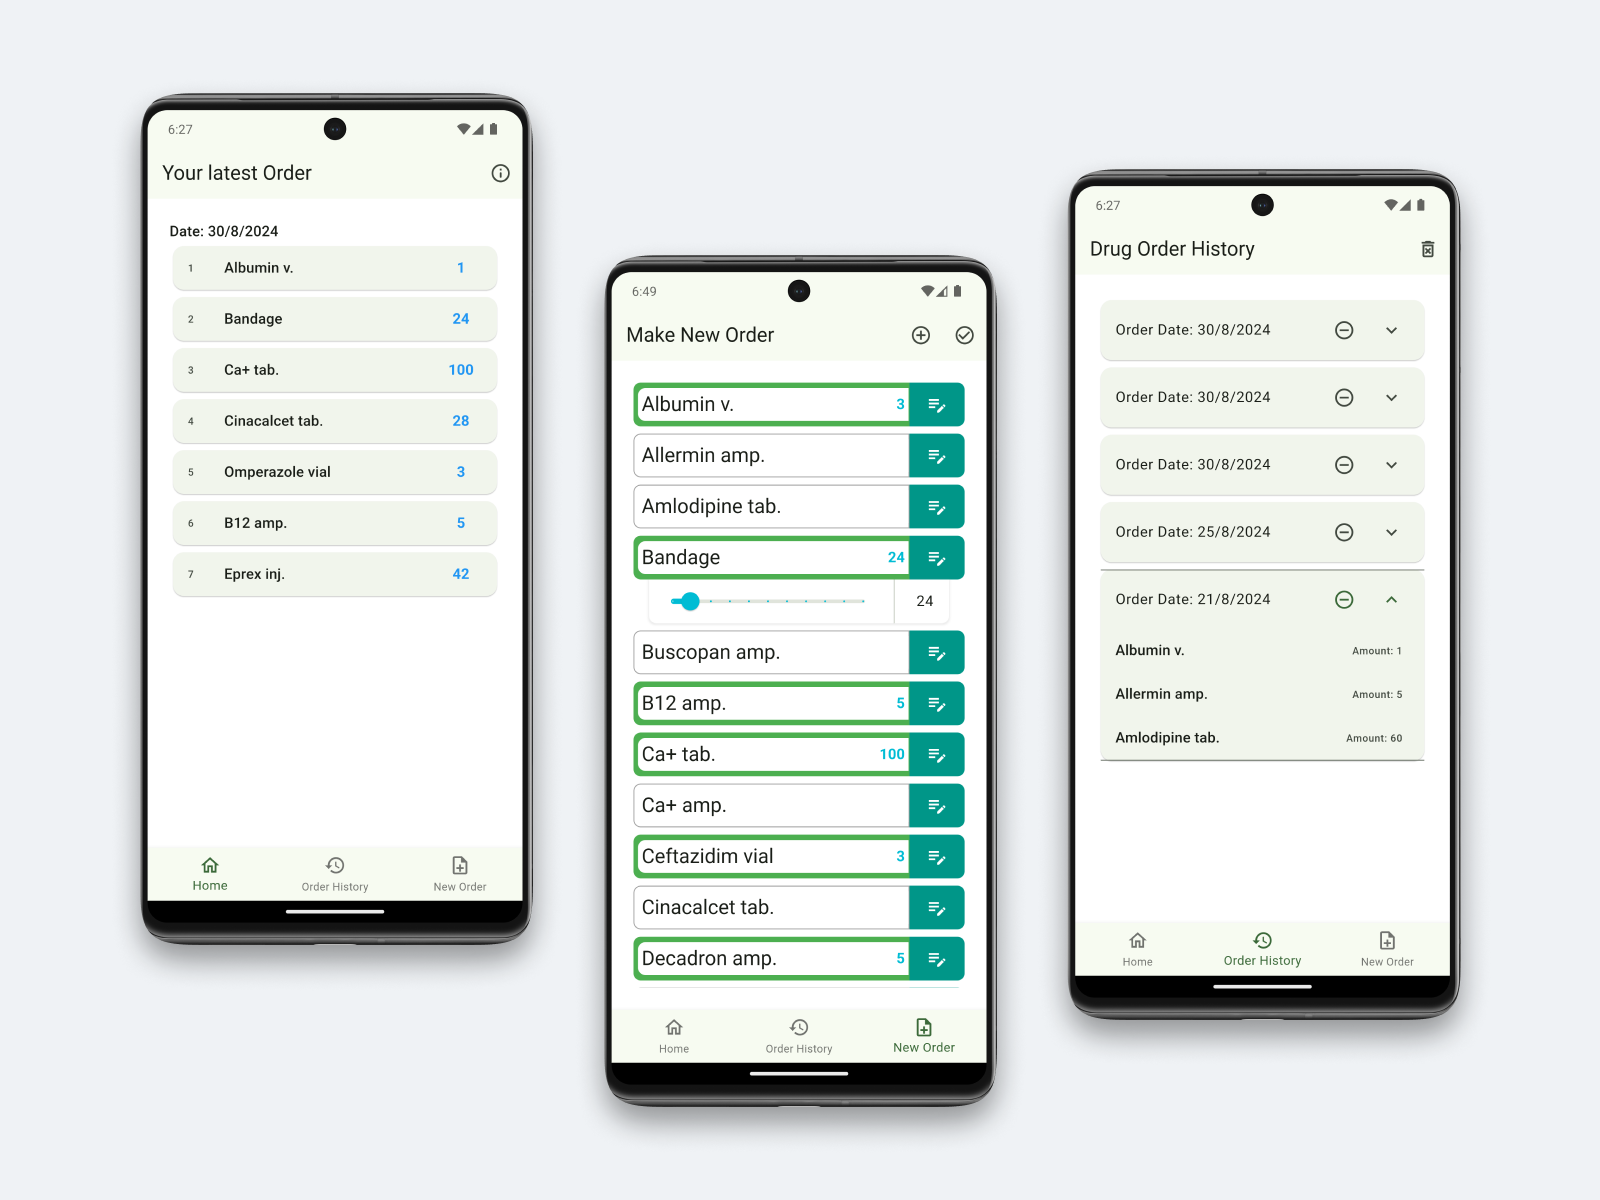 6:27
Your latest Order
Date: 30/8/2024
1 Albumin v. 1
2 Bandage 24
3 Ca+ tab. 100
4 Cinacalcet tab. 28
5 Omperazole vial 3
6 B12 amp. 5
7 Eprex inj. 42
Home Order History New Order
6:49
Make New Order
Albumin v. 3
Allermin amp.
Amlodipine tab.
Bandage 24
24
Buscopan amp.
B12 amp. 5
Ca+ tab. 100
Ca+ amp.
Ceftazidim vial 3
Cinacalcet tab.
Decadron amp. 5
Home Order History New Order
6:27
Drug Order History
Order Date: 30/8/2024
Order Date: 30/8/2024
Order Date: 30/8/2024
Order Date: 25/8/2024
Order Date: 21/8/2024
Albumin v. Amount: 1
Allermin amp. Amount: 5
Amlodipine tab. Amount: 60
Home Order History New Order